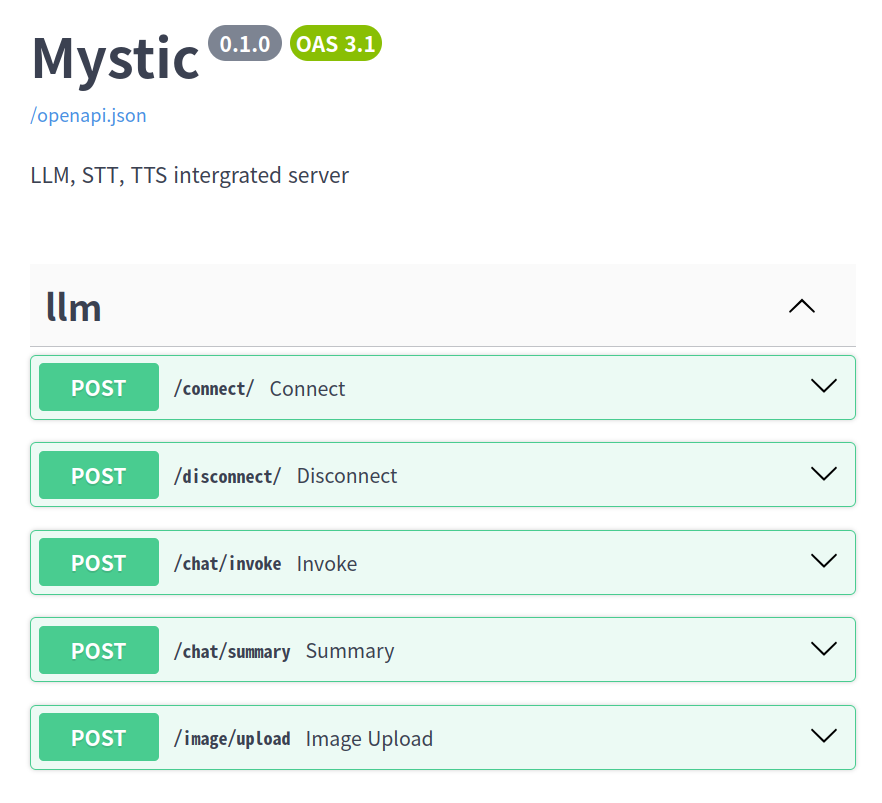 Mystic 0.1.0 OAS 3.1
/openapi.json
LLM, STT, TTS intergrated server
llm
POST /connect/ Connect
POST /disconnect/ Disconnect
POST /chat/invoke Invoke
POST /chat/summary Summary
POST /image/upload Image Upload